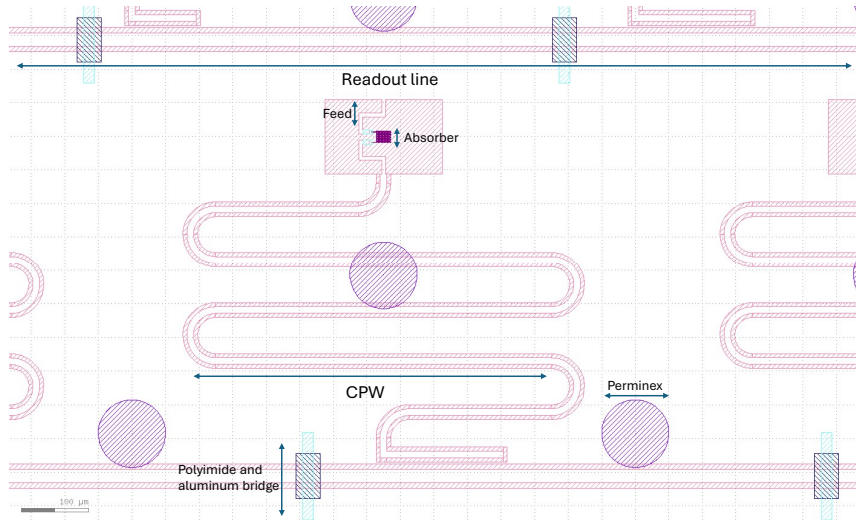 Readout line
Feed
Absorber
CPW
Perminex
Polyimide and
aluminum bridge
100 μm